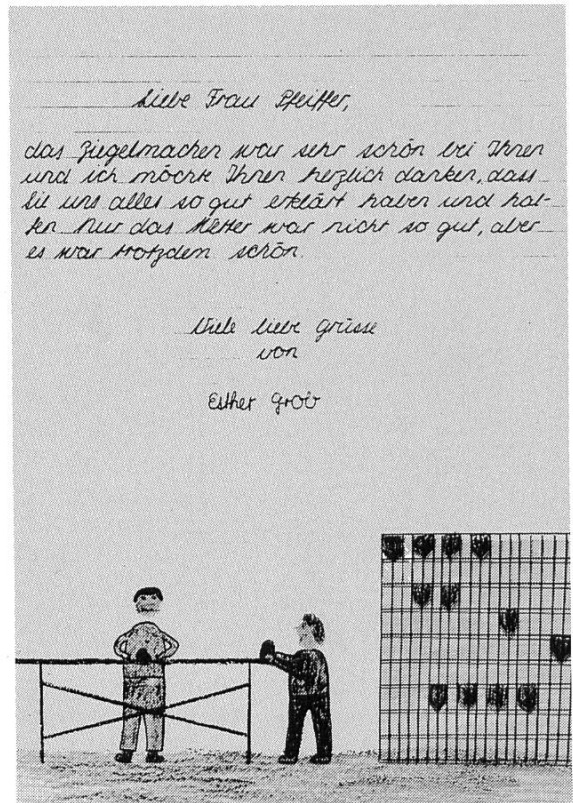 Liebe Frau Pfeiffer,
das Ziegelmachen war sehr schön bei Ihnen
und ich möchte Ihnen herzlich danken, dass
Sie uns alles so gut erklärt haben und hal-
fen. Nur das Wetter war nicht so gut, aber
es war trotzdem schön.
Viele liebe Grüsse
von
Esther Grob